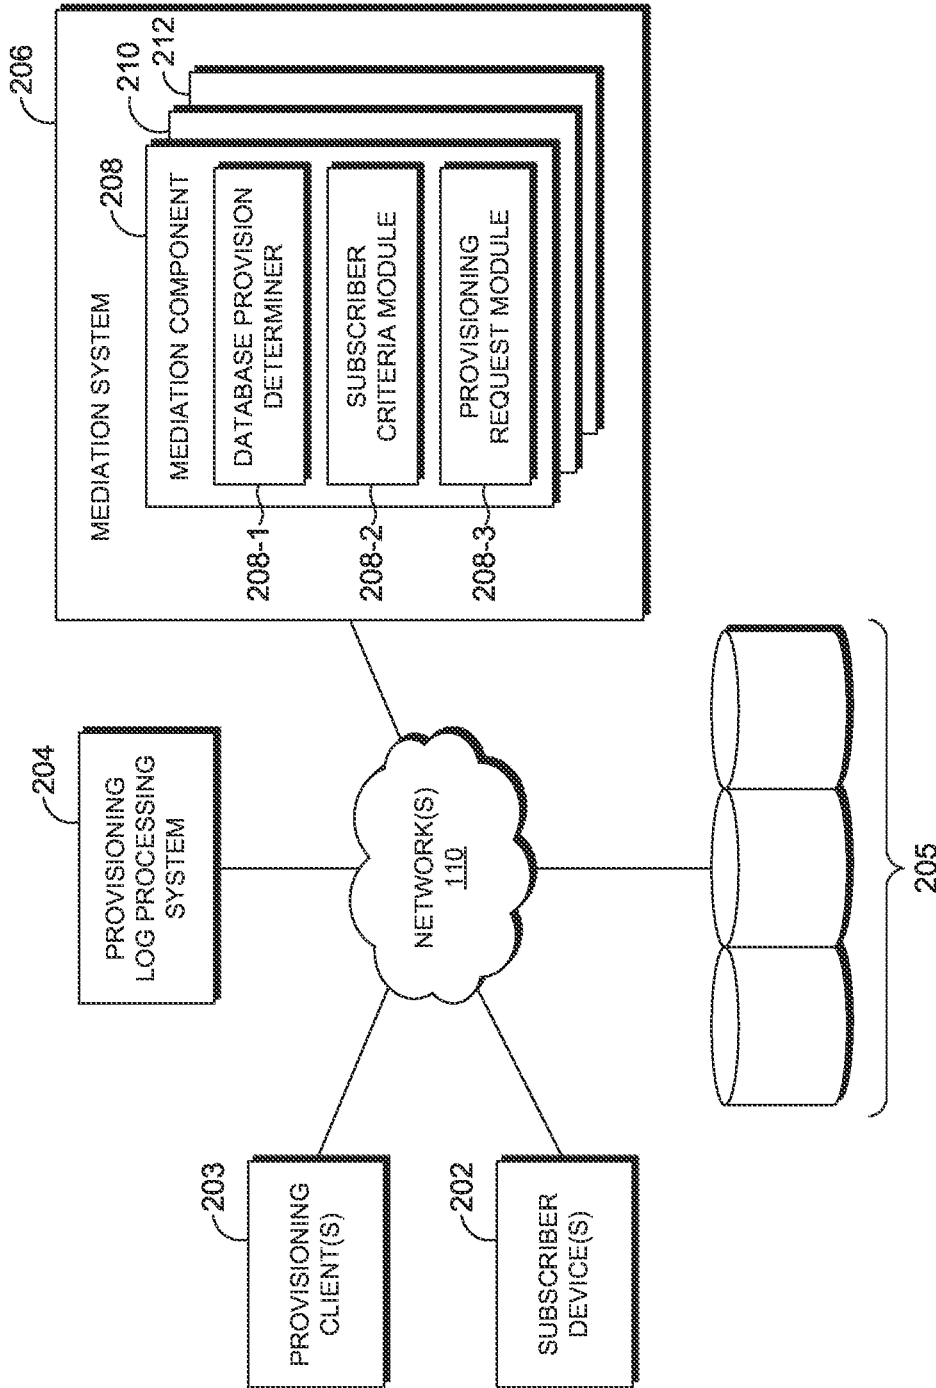 206
MEDIATION SYSTEM
208
210
212
MEDIATION COMPONENT
DATABASE PROVISION
DETERMINER
208-1
SUBSCRIBER
CRITERIA MODULE
208-2
PROVISIONING
REQUEST MODULE
208-3
204
PROVISIONING
LOG PROCESSING
SYSTEM
NETWORK(S)
110
203
PROVISIONING
CLIENT(S)
202
SUBSCRIBER
DEVICE(S)
205